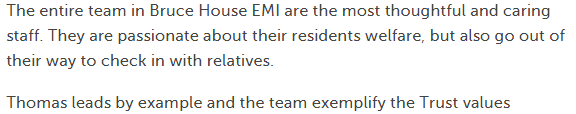 The entire team in Bruce House EMI are the most thoughtful and caring
staff. They are passionate about their residents welfare, but also go out of
their way to check in with relatives.
Thomas leads by example and the team exemplify the Trust values